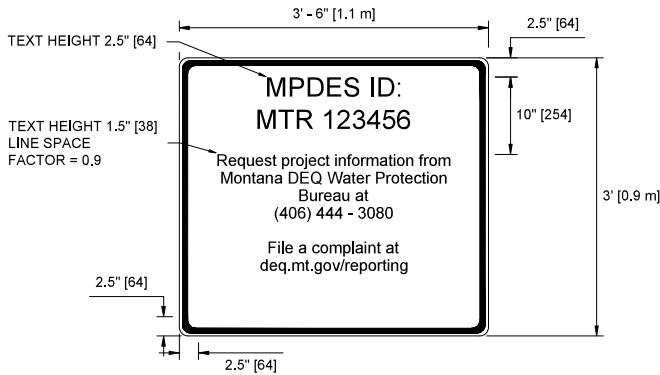 3' - 6" [1.1 m]
2.5" [64]
TEXT HEIGHT 2.5" [64]
MPDES ID:
MTR 123456
10" [254]
TEXT HEIGHT 1.5" [38]
LINE SPACE
FACTOR = 0.9
Request project information from
Montana DEQ Water Protection
Bureau at
(406) 444 - 3080
3' [0.9 m]
File a complaint at
deq.mt.gov/reporting
2.5" [64]
2.5" [64]